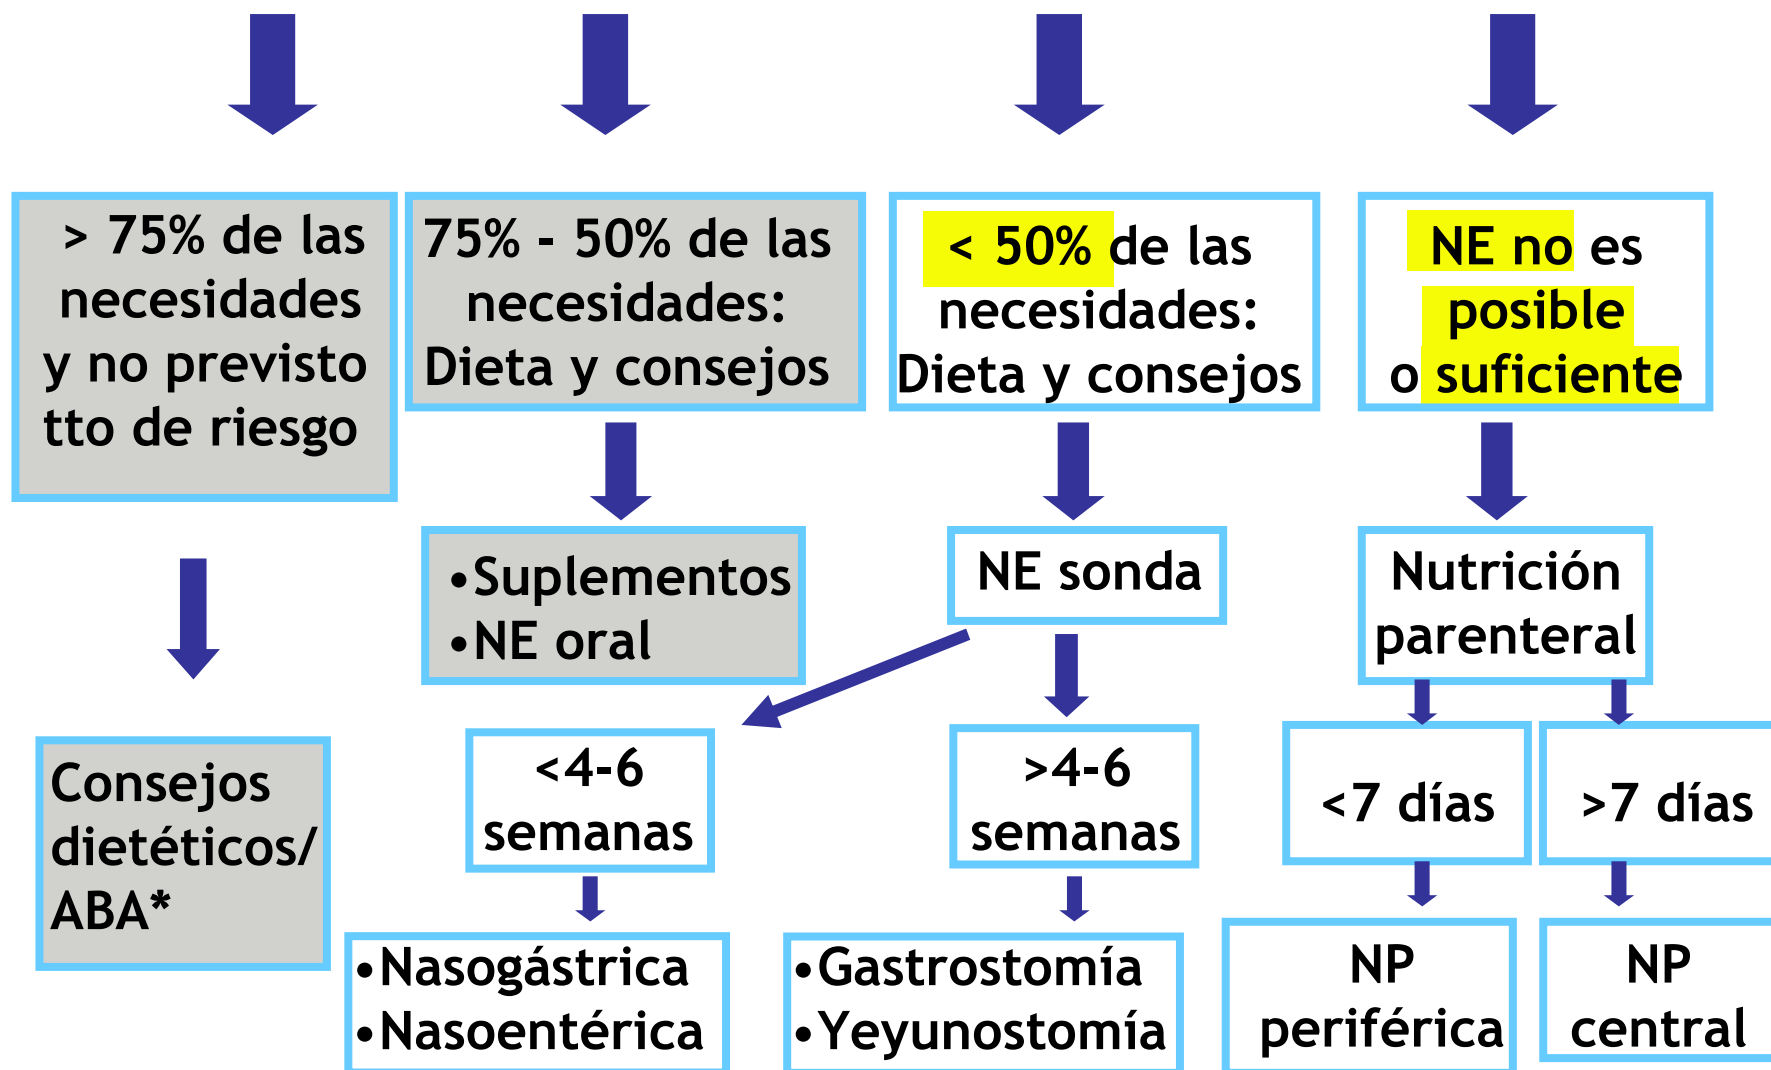 > 75% de las
necesidades
y no previsto
tto de riesgo
75% - 50% de las
necesidades:
Dieta y consejos
< 50% de las
necesidades:
Dieta y consejos
NE no es
posible
o suficiente
•Suplementos
•NE oral
NE sonda
Nutrición
parenteral
Consejos
dietéticos/
ABA*
<4-6
semanas
>4-6
semanas
<7 días
>7 días
•Nasogástrica
•Nasoentérica
•Gastrostomía
•Yeyunostomía
NP
periférica
NP
central